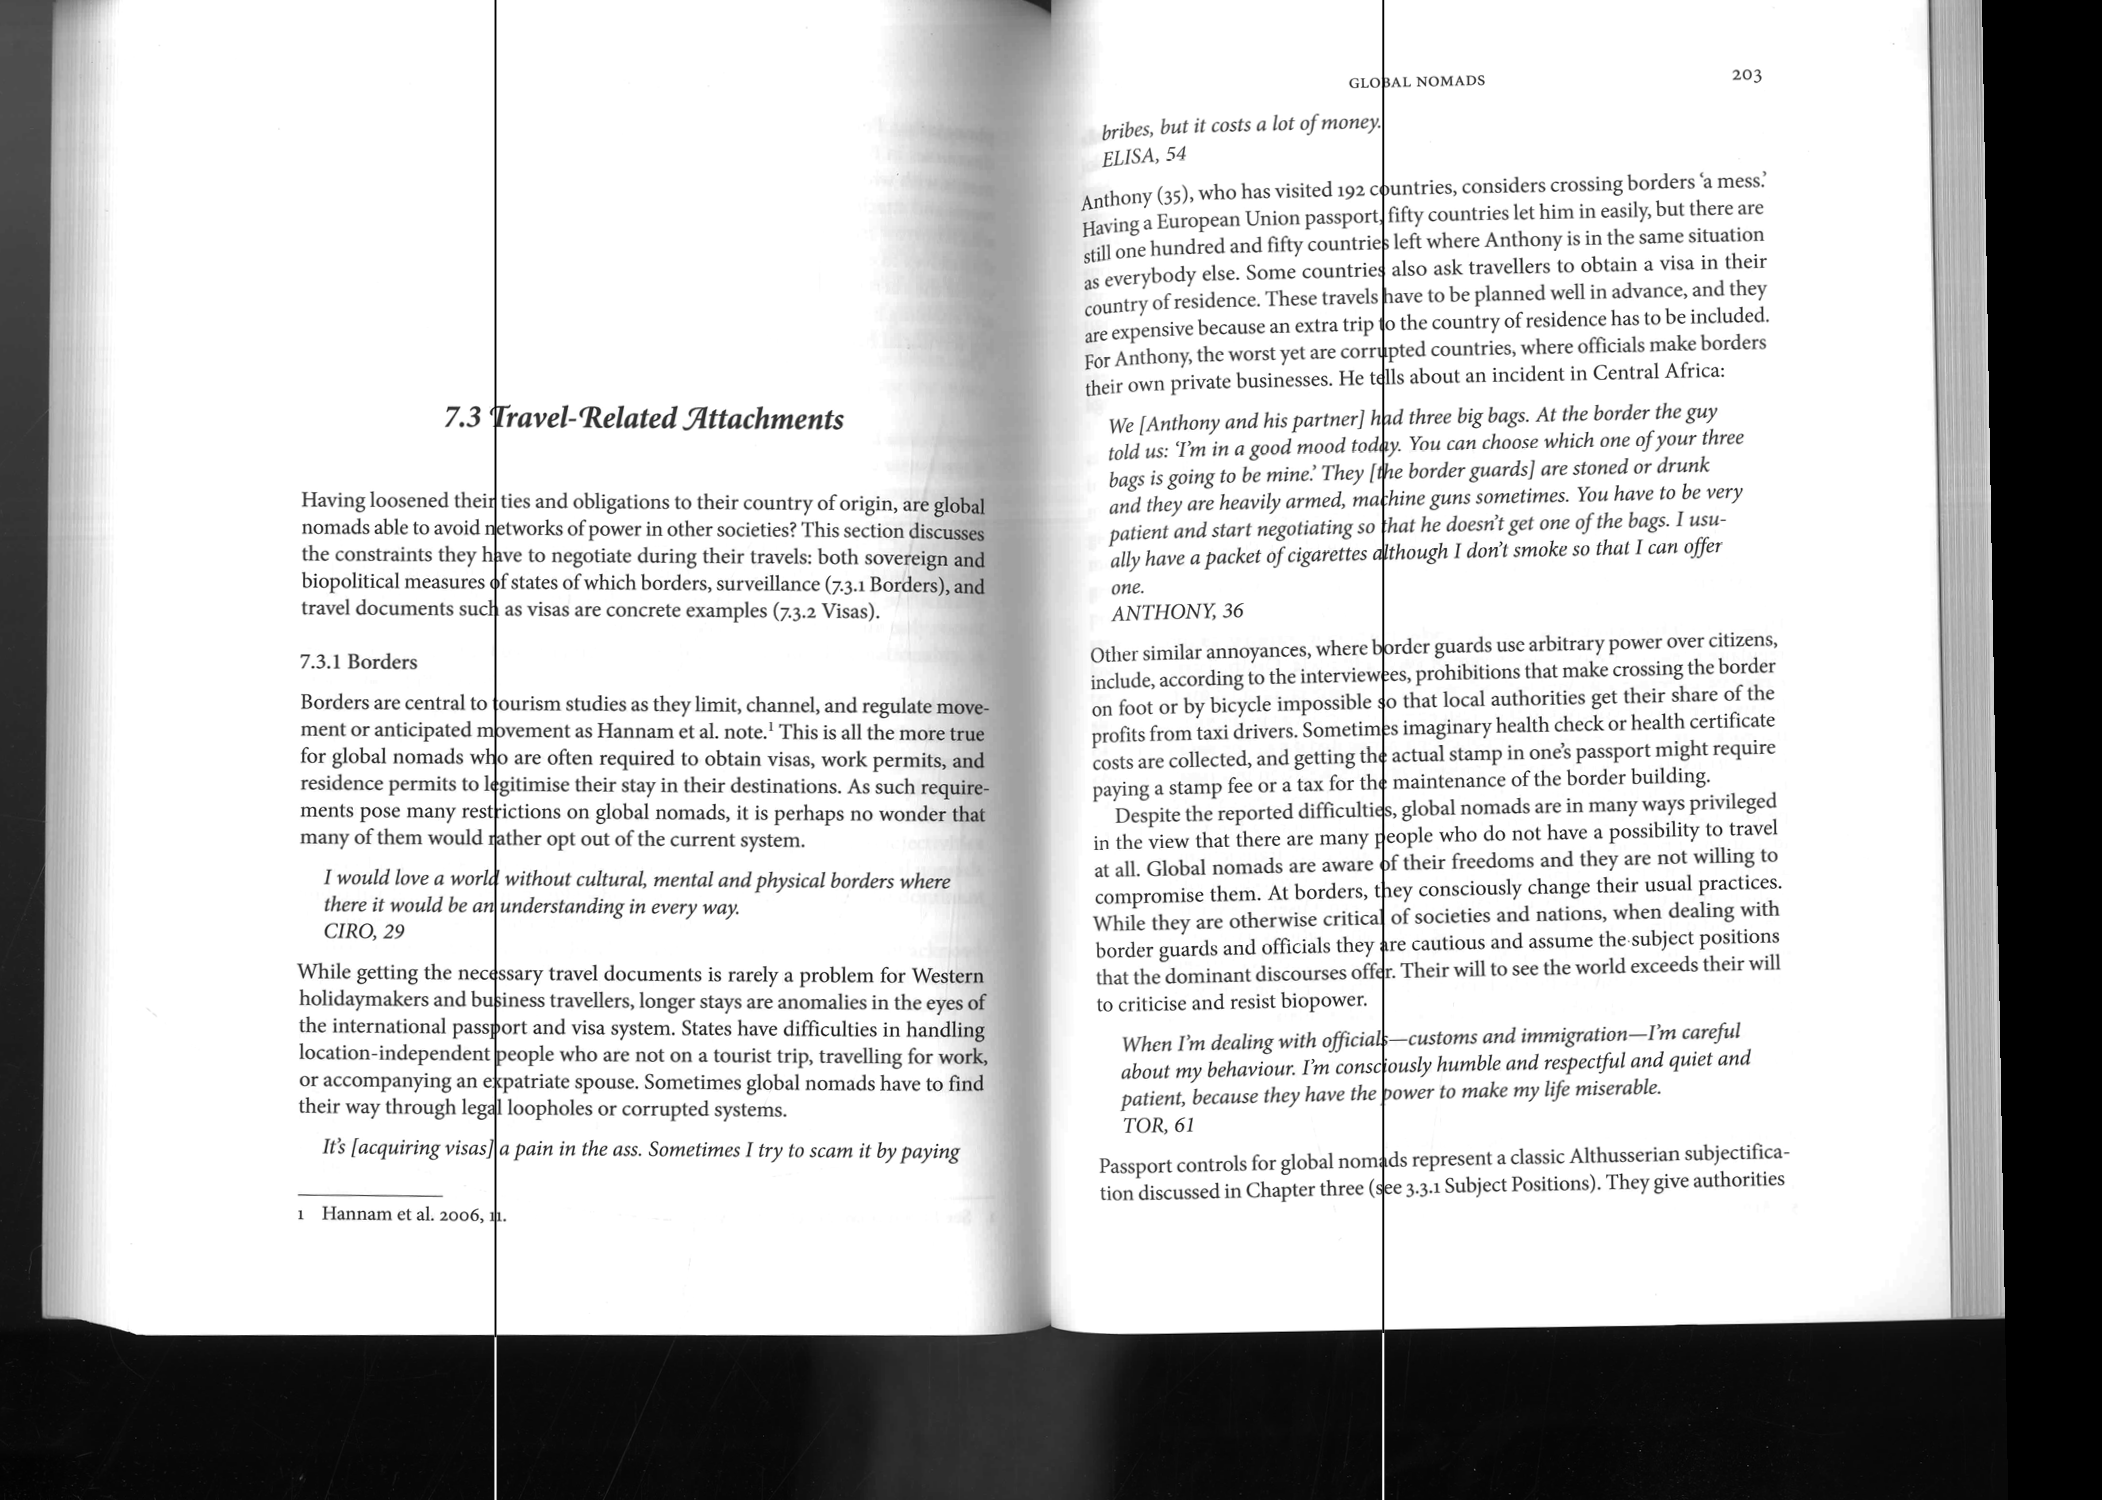 7.3 Travel-Related Attachments
Having loosened their ties and obligations to their country of origin, are global
nomads able to avoid networks of power in other societies? This section discusses
the constraints they have to negotiate during their travels: both sovereign and
biopolitical measures of states of which borders, surveillance (7.3.1 Borders), and
travel documents such as visas are concrete examples (7.3.2 Visas).
7.3.1 Borders
Borders are central to tourism studies as they limit, channel, and regulate move-
ment or anticipated movement as Hannam et al. note.¹ This is all the more true
for global nomads who are often required to obtain visas, work permits, and
residence permits to legitimise their stay in their destinations. As such require-
ments pose many restrictions on global nomads, it is perhaps no wonder that
many of them would rather opt out of the current system.
I would love a world without cultural, mental and physical borders where
there it would be an understanding in every way.
CIRO, 29
While getting the necessary travel documents is rarely a problem for Western
holidaymakers and business travellers, longer stays are anomalies in the eyes of
the international passport and visa system. States have difficulties in handling
location-independent people who are not on a tourist trip, travelling for work,
or accompanying an expatriate spouse. Sometimes global nomads have to find
their way through legal loopholes or corrupted systems.
It's [acquiring visas] a pain in the ass. Sometimes I try to scam it by paying
1 Hannam et al. 2006, 11.
GLOBAL NOMADS 203
bribes, but it costs a lot of money.
ELISA, 54
Anthony (35), who has visited 192 countries, considers crossing borders ‘a mess.’
Having a European Union passport, fifty countries let him in easily, but there are
still one hundred and fifty countries left where Anthony is in the same situation
as everybody else. Some countries also ask travellers to obtain a visa in their
country of residence. These travels have to be planned well in advance, and they
are expensive because an extra trip to the country of residence has to be included.
For Anthony, the worst yet are corrupted countries, where officials make borders
their own private businesses. He tells about an incident in Central Africa:
We [Anthony and his partner] had three big bags. At the border the guy
told us: ‘I'm in a good mood today. You can choose which one of your three
bags is going to be mine.’ They [the border guards] are stoned or drunk
and they are heavily armed, machine guns sometimes. You have to be very
patient and start negotiating so that he doesn't get one of the bags. I usu-
ally have a packet of cigarettes although I don't smoke so that I can offer
one.
ANTHONY, 36
Other similar annoyances, where border guards use arbitrary power over citizens,
include, according to the interviewees, prohibitions that make crossing the border
on foot or by bicycle impossible so that local authorities get their share of the
profits from taxi drivers. Sometimes imaginary health check or health certificate
costs are collected, and getting the actual stamp in one's passport might require
paying a stamp fee or a tax for the maintenance of the border building.
Despite the reported difficulties, global nomads are in many ways privileged
in the view that there are many people who do not have a possibility to travel
at all. Global nomads are aware of their freedoms and they are not willing to
compromise them. At borders, they consciously change their usual practices.
While they are otherwise critical of societies and nations, when dealing with
border guards and officials they are cautious and assume the subject positions
that the dominant discourses offer. Their will to see the world exceeds their will
to criticise and resist biopower.
When I'm dealing with officials—customs and immigration—I'm careful
about my behaviour. I'm consciously humble and respectful and quiet and
patient, because they have the power to make my life miserable.
TOR, 61
Passport controls for global nomads represent a classic Althusserian subjectifica-
tion discussed in Chapter three (see 3.3.1 Subject Positions). They give authorities